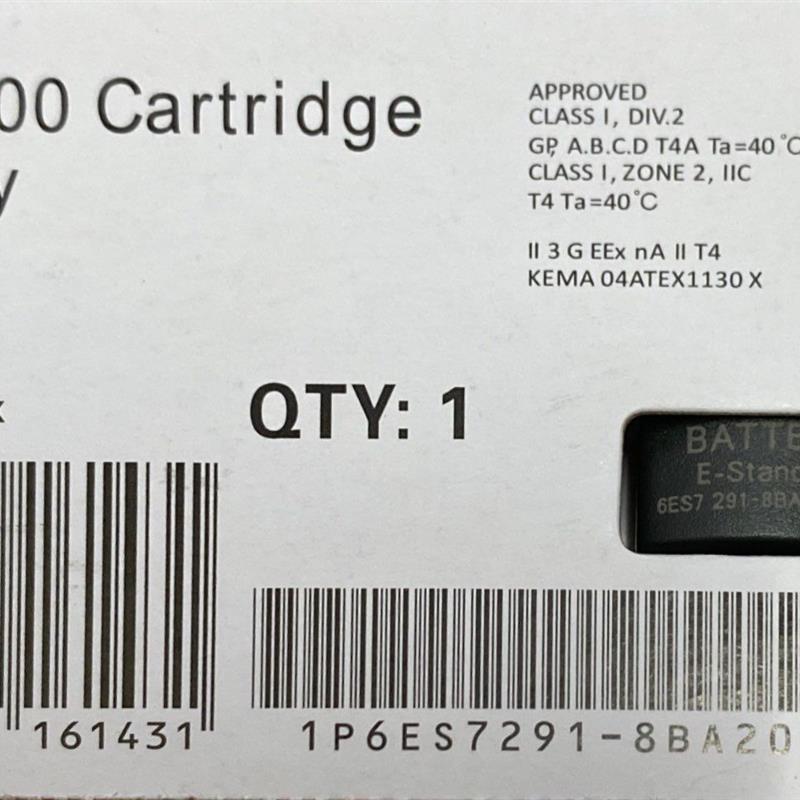 00 Cartridge
y
APPROVED
CLASS I, DIV.2
GP, A.B.C.D T4A Ta=40℃
CLASS I, ZONE 2, IIC
T4 Ta=40℃
II 3 G EEx nA II T4
KEMA 04ATEX1130 X
x
QTY: 1
BATTE
E-Stand
6ES7 291-8BA
161431
1P6ES7291-8BA20